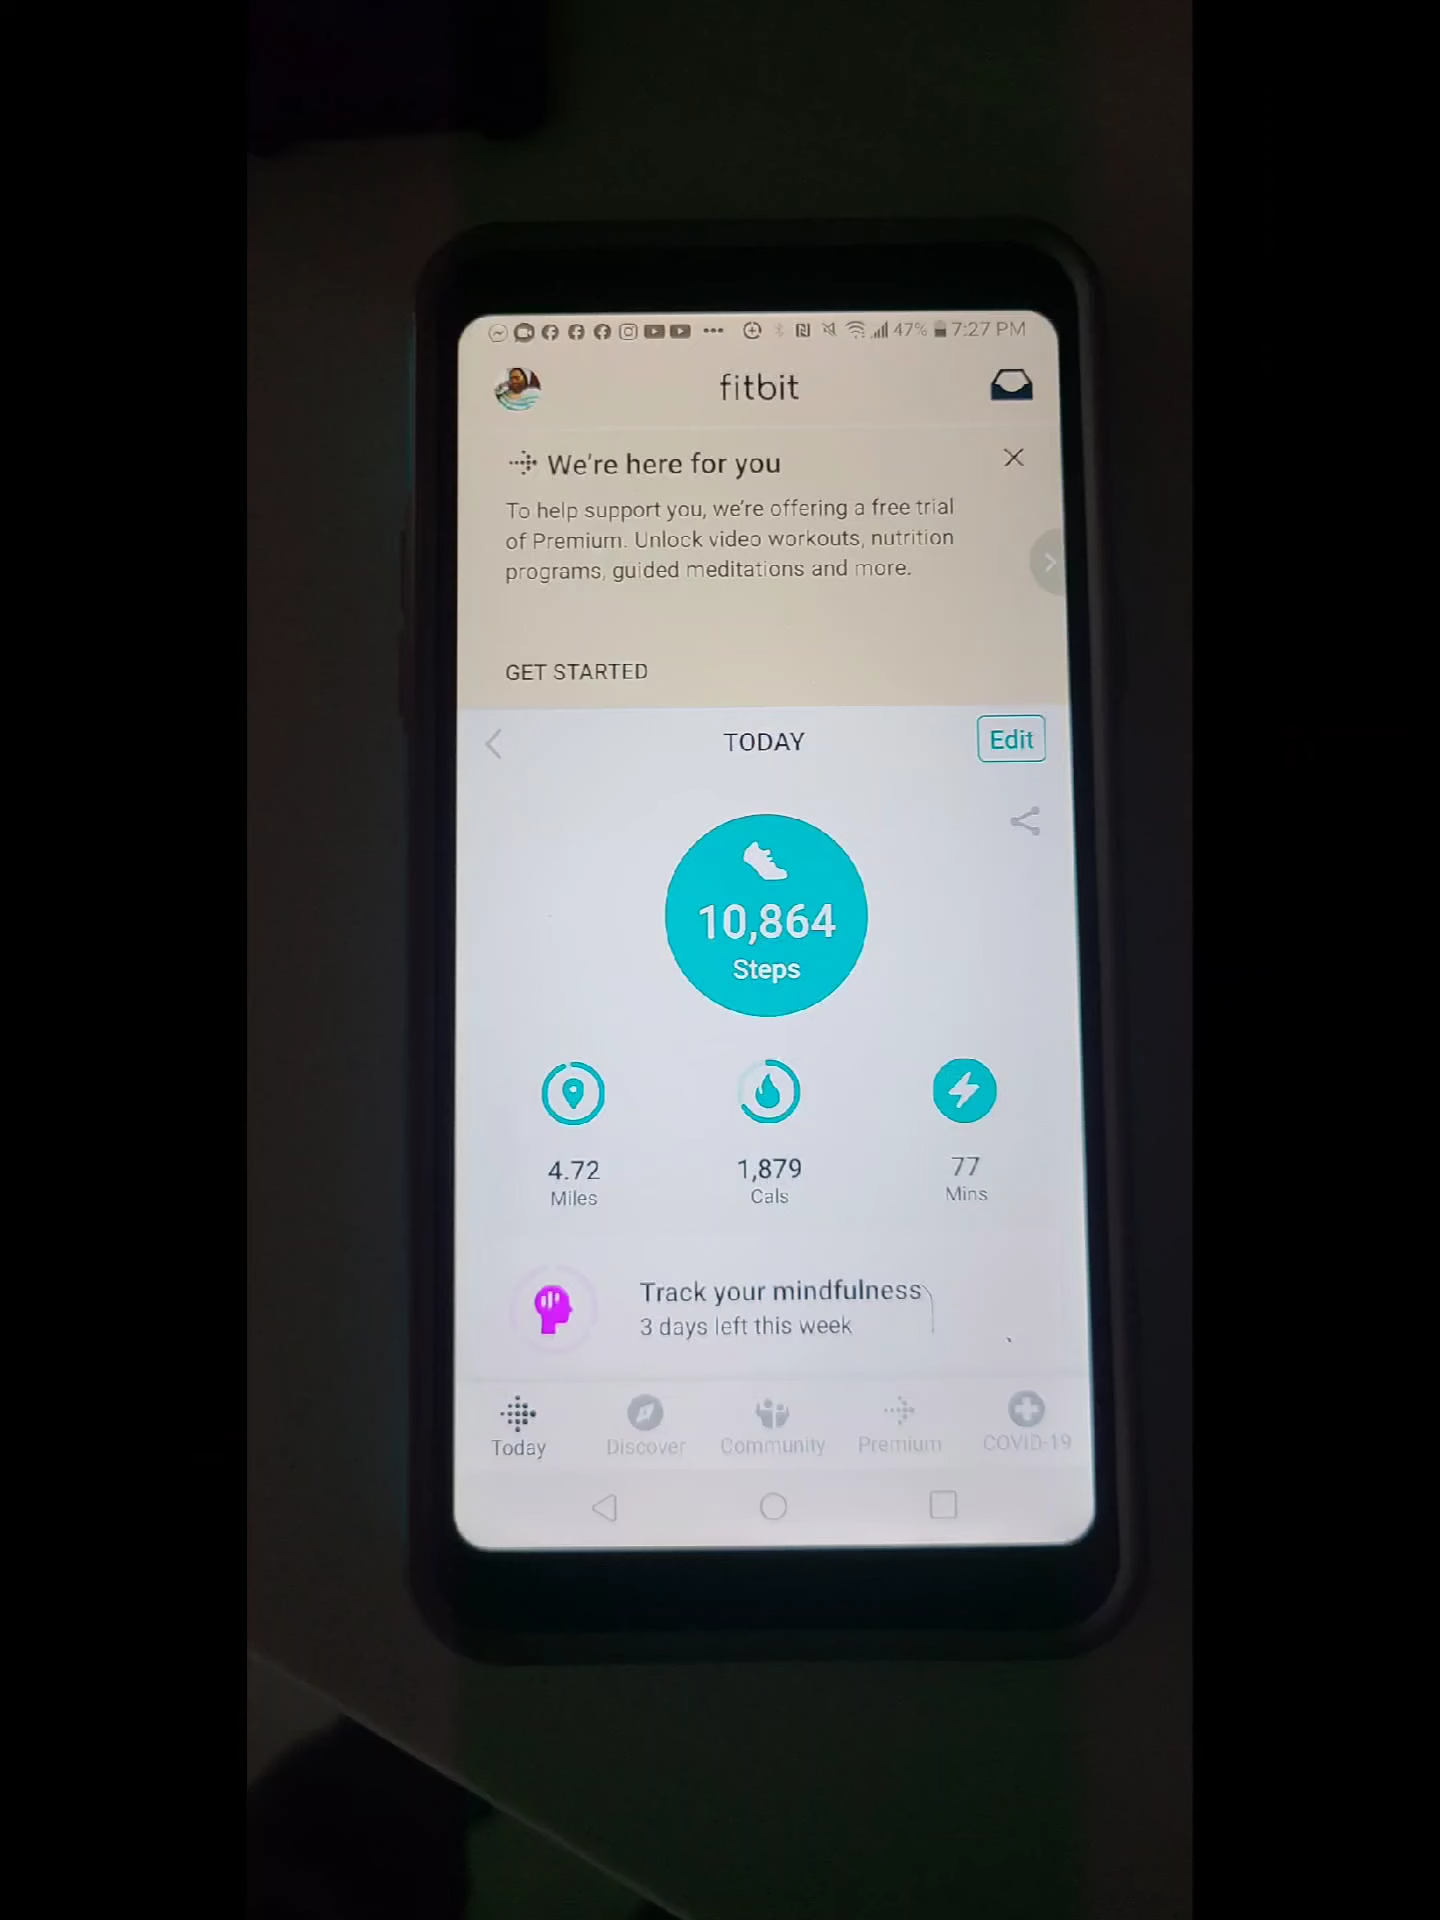 47% 7:27 PM
fitbit
We're here for you
To help support you, we're offering a free trial
of Premium. Unlock video workouts, nutrition
programs, guided meditations and more.
GET STARTED
TODAY
Edit
10,864
Steps
4.72
Miles
1,879
Cals
77
Mins
Track your mindfulness
3 days left this week
Today
Discover
Community
Premium
COVID-19